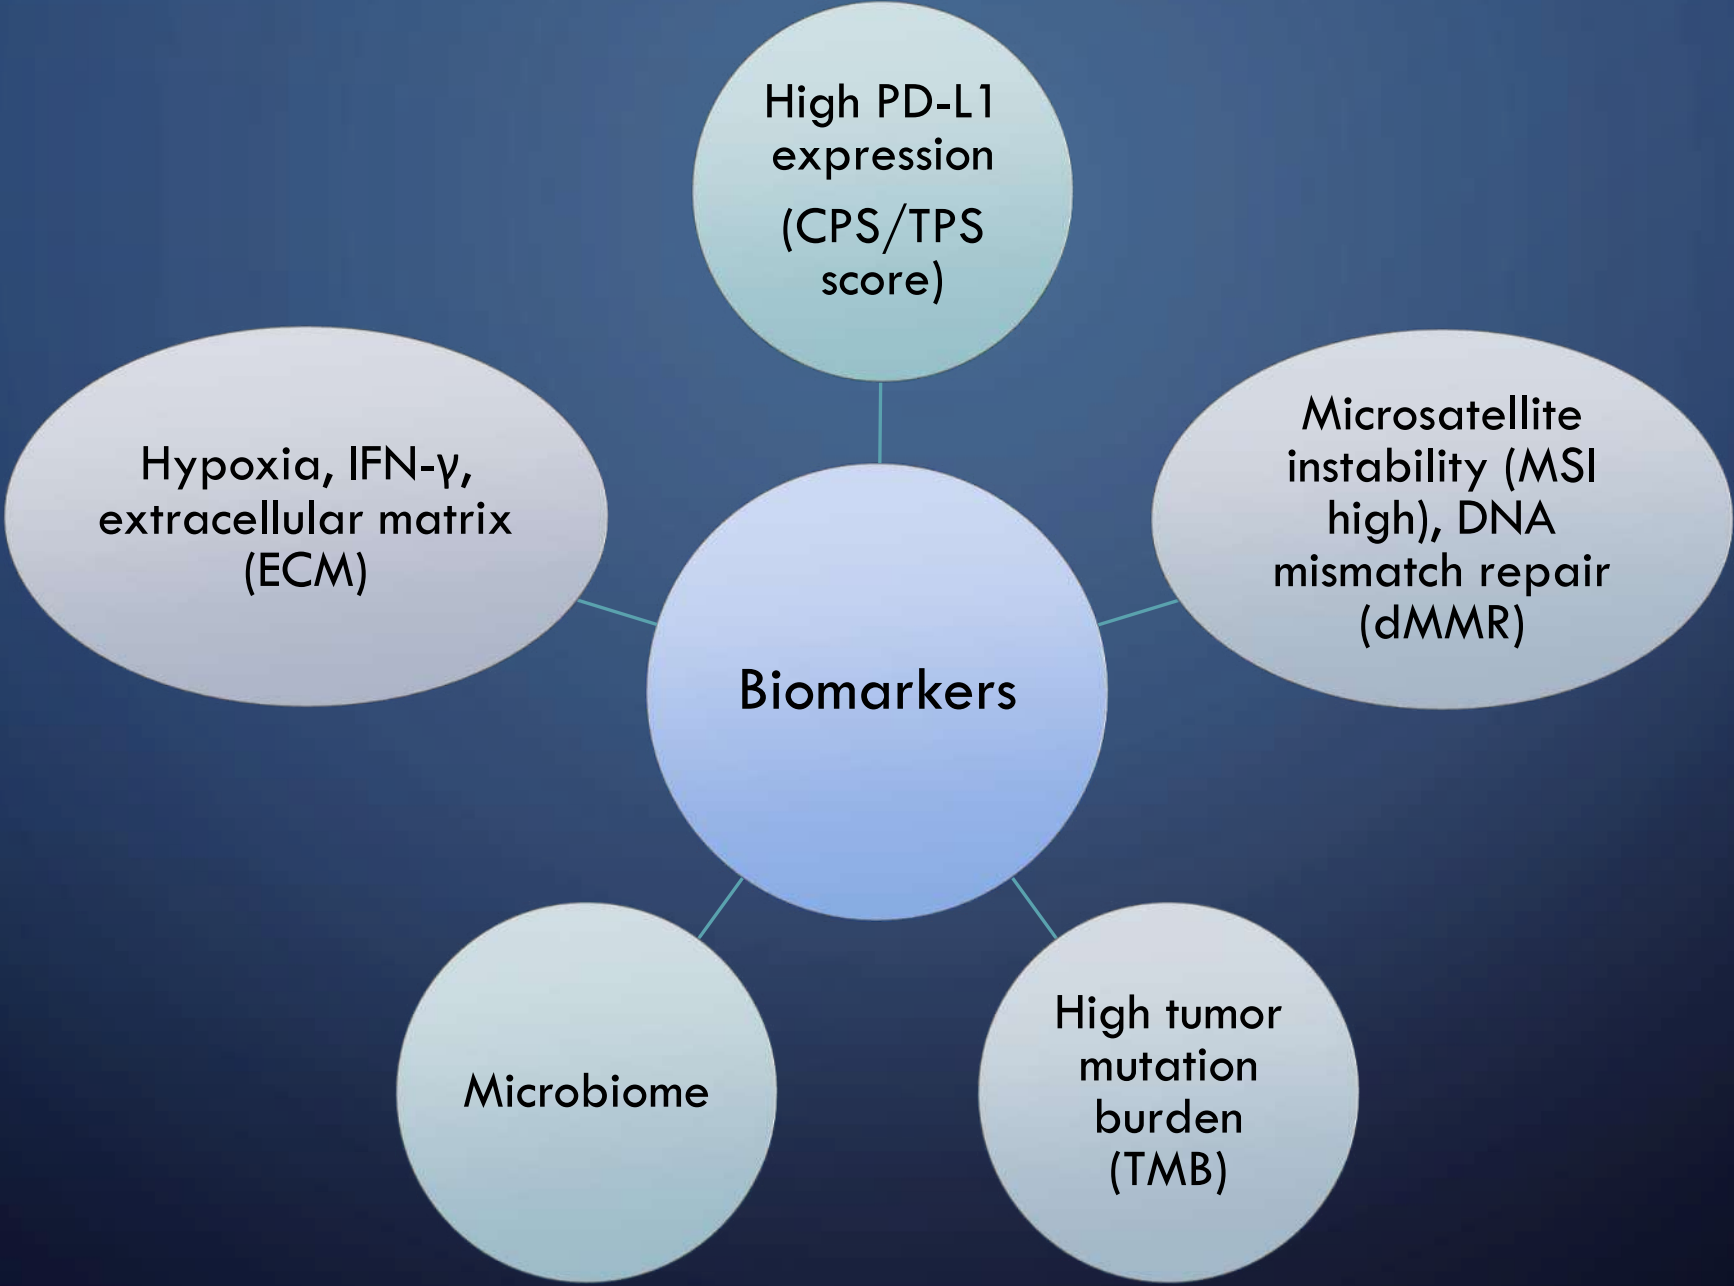 High PD-L1
expression
(CPS/TPS
score)
Hypoxia, IFN-γ,
extracellular matrix
(ECM)
Microsatellite
instability (MSI
high), DNA
mismatch repair
(dMMR)
Biomarkers
Microbiome
High tumor
mutation
burden
(TMB)